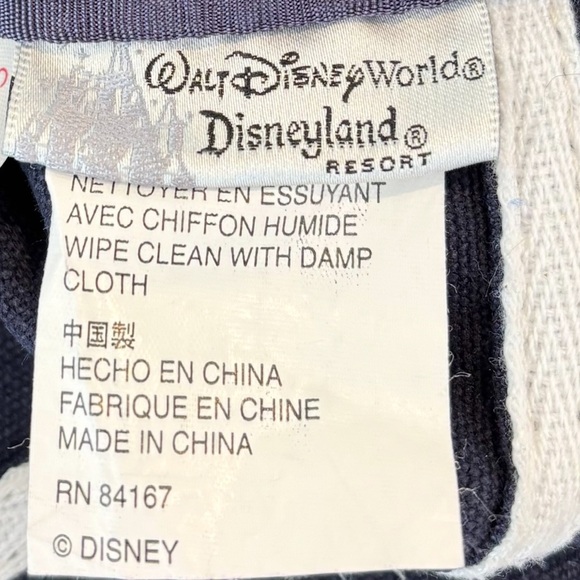 WALT DISNEY World®
Disneyland®
RESORT
NETTOYER EN ESSUYANT
AVEC CHIFFON HUMIDE
WIPE CLEAN WITH DAMP
CLOTH
中国製
HECHO EN CHINA
FABRIQUE EN CHINE
MADE IN CHINA
RN 84167
© DISNEY